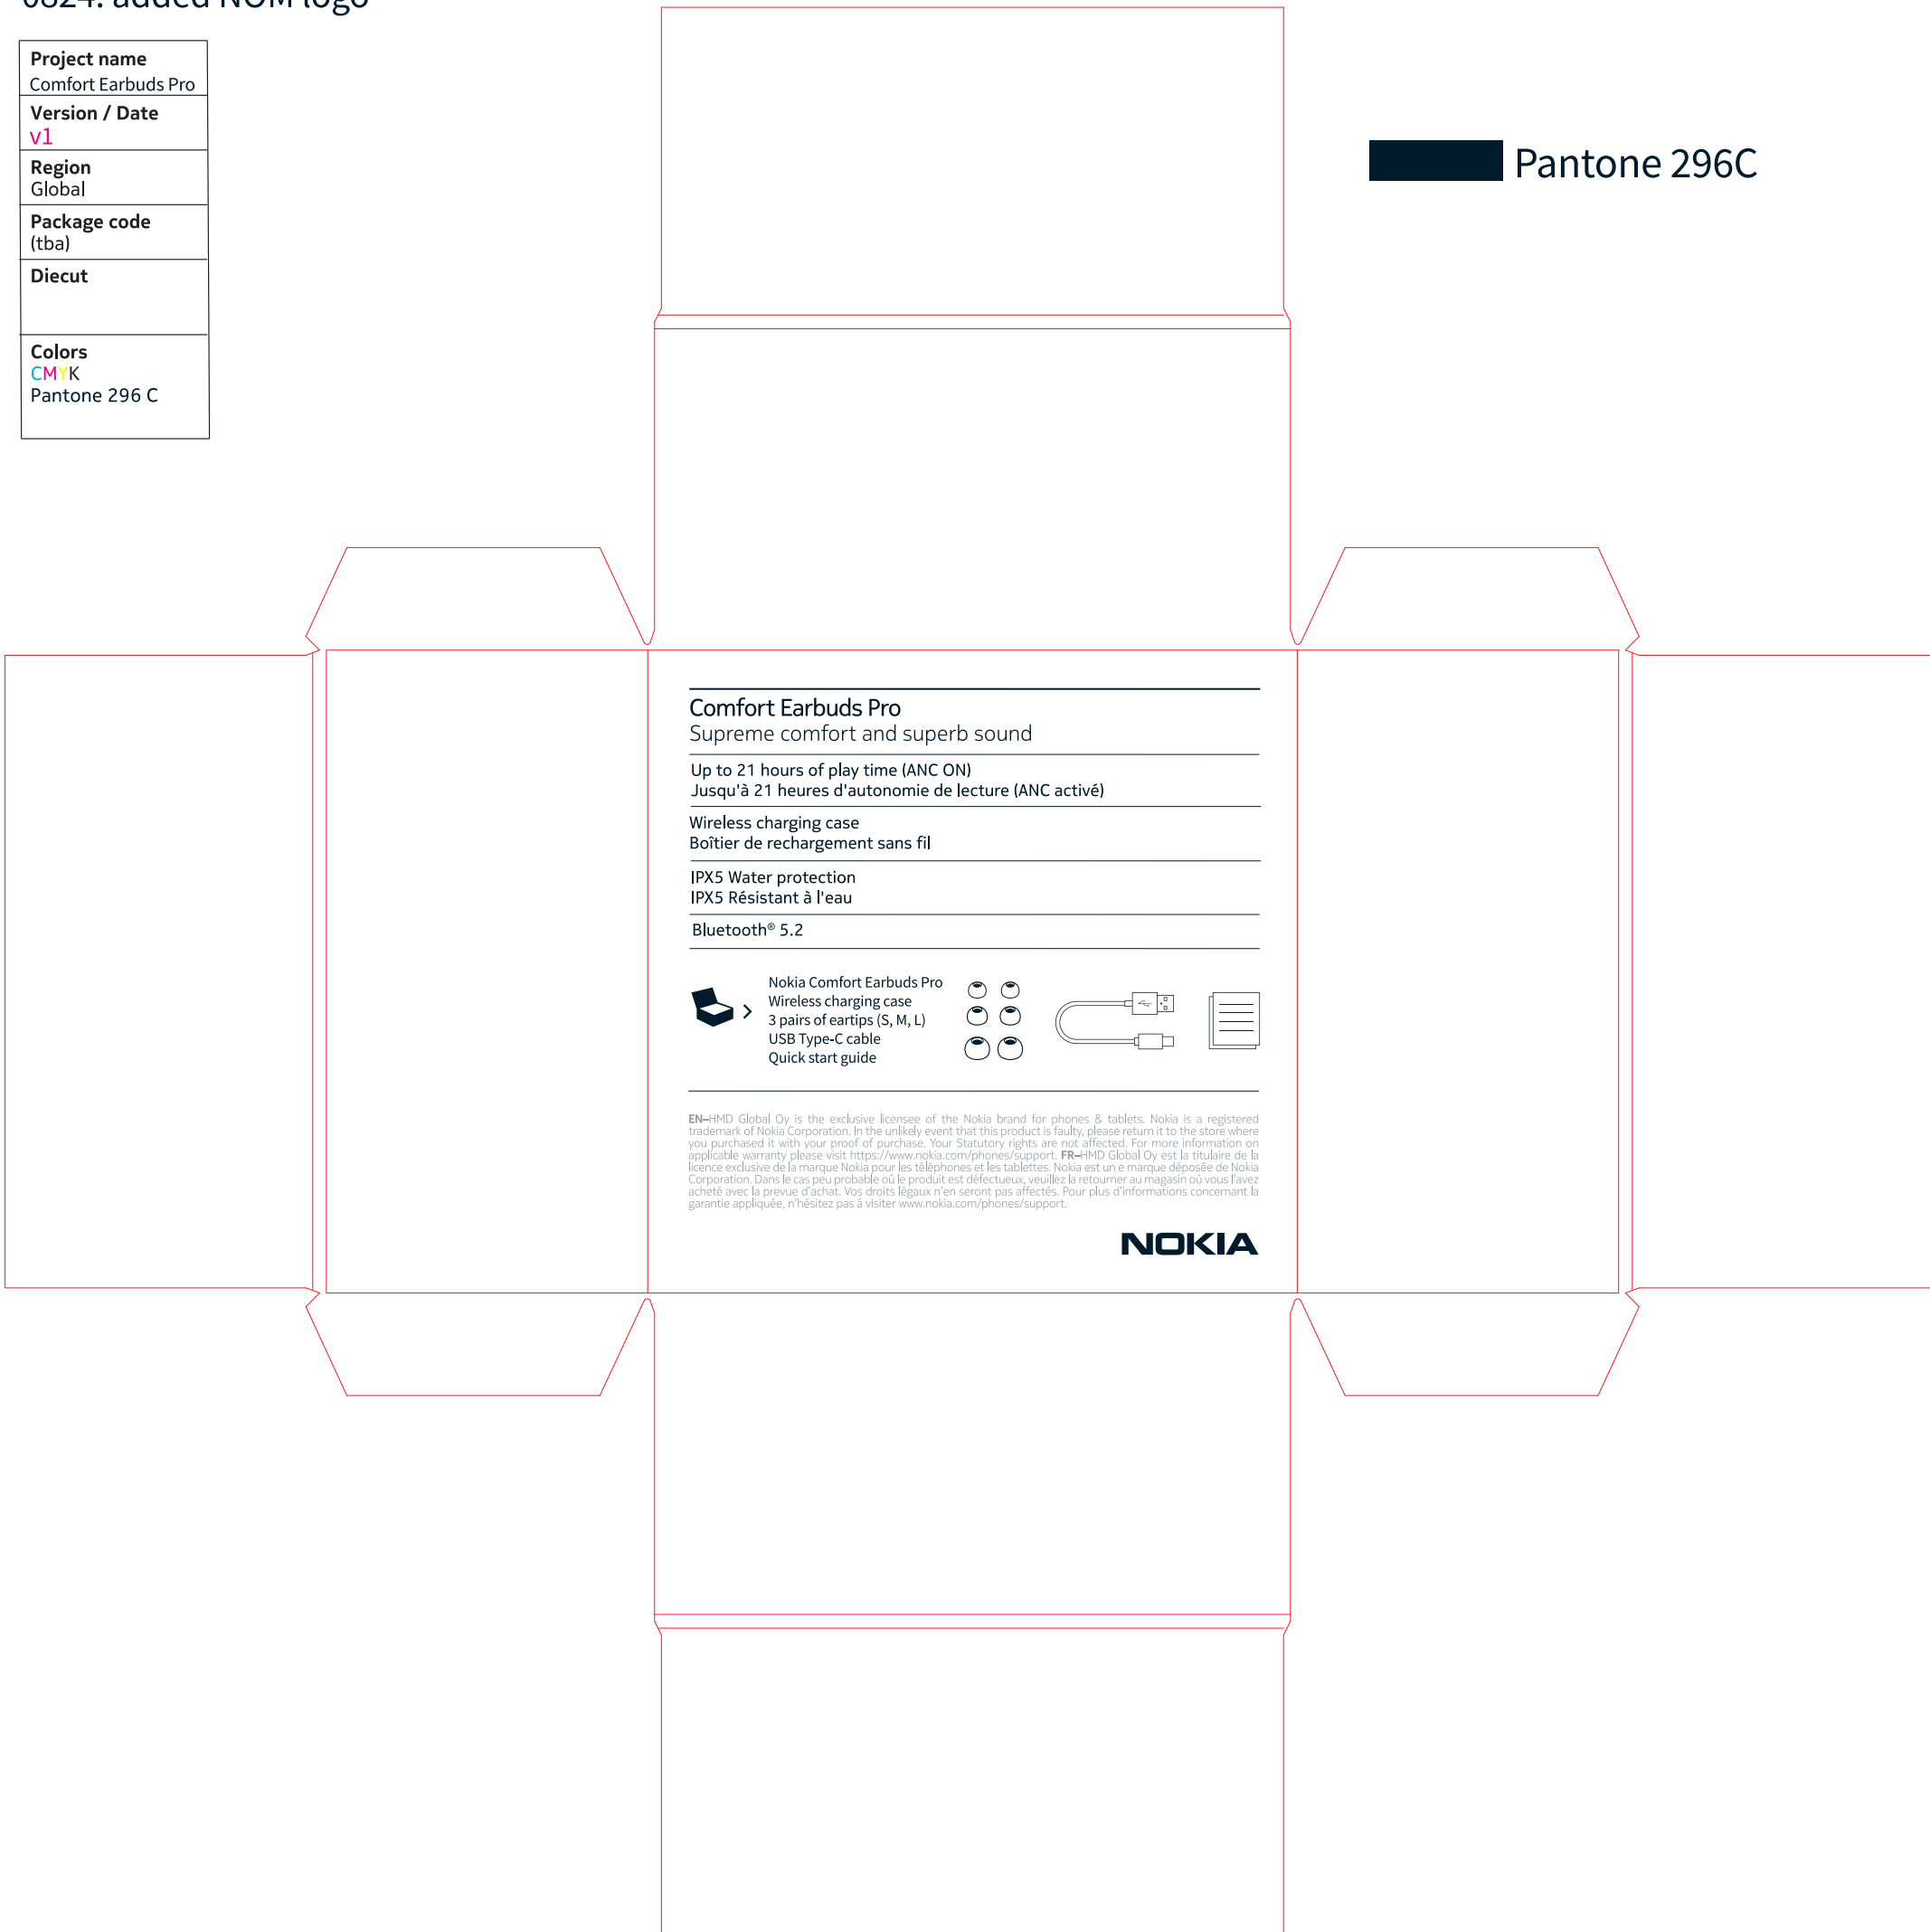 0824: added NOM logo
Project name
Comfort Earbuds Pro
Version / Date
v1
Region
Global
Package code
(tba)
Diecut
Colors
CMYK
Pantone 296 C
Pantone 296C
Comfort Earbuds Pro
Supreme comfort and superb sound
Up to 21 hours of play time (ANC ON)
Jusqu'à 21 heures d'autonomie de lecture (ANC activé)
Wireless charging case
Boîtier de rechargement sans fil
IPX5 Water protection
IPX5 Résistant à l'eau
Bluetooth® 5.2
Nokia Comfort Earbuds Pro
Wireless charging case
3 pairs of eartips (S, M, L)
USB Type-C cable
Quick start guide
EN–HMD Global Oy is the exclusive licensee of the Nokia brand for phones & tablets. Nokia is a registered
trademark of Nokia Corporation. In the unlikely event that this product is faulty, please return it to the store where
you purchased it with your proof of purchase. Your Statutory rights are not affected. For more information on
applicable warranty please visit https://www.nokia.com/phones/support. FR–HMD Global Oy est la titulaire de la
licence exclusive de la marque Nokia pour les téléphones et les tablettes. Nokia est un e marque déposée de Nokia
Corporation. Dans le cas peu probable oú le produit est défectueux, veuillez la retourner au magasin oú vous l'avez
acheté avec la prevue d'achat. Vos droits légaux n'en seront pas affectés. Pour plus d'informations concernant la
garantie appliquée, n'hésitez pas á visiter www.nokia.com/phones/support.
NOKIA